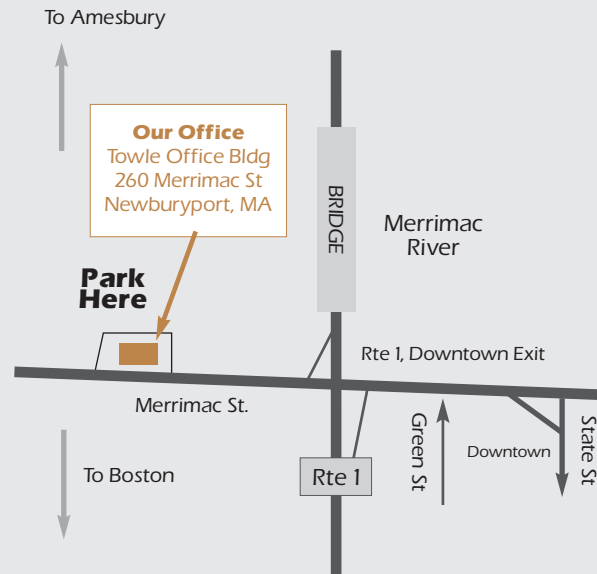 To Amesbury
Our Office
Towle Office Bldg
260 Merrimac St
Newburyport, MA
BRIDGE
Merrimac
River
Park
Here
Rte 1, Downtown Exit
Merrimac St.
Green St
Downtown
State St
To Boston
Rte 1